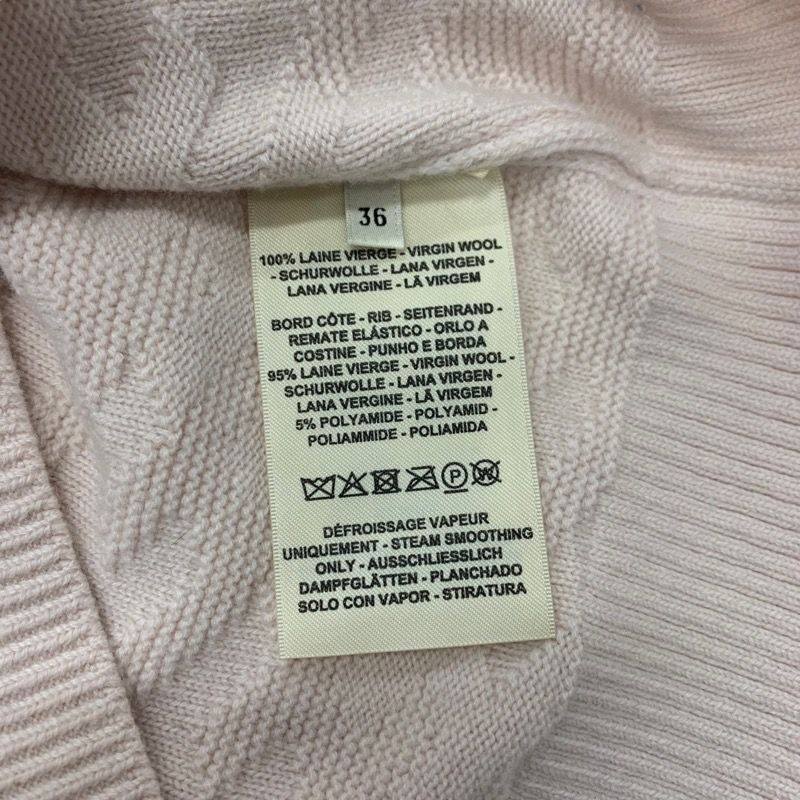 36
100% LAINE VIERGE - VIRGIN WOOL
- SCHURWOLLE - LANA VIRGEN -
LANA VERGINE - LÃ VIRGEM
BORD CÔTE - RIB - SEITENRAND -
REMATE ELÁSTICO - ORLO A
COSTINE - PUNHO E BORDA
95% LAINE VIERGE - VIRGIN WOOL -
SCHURWOLLE - LANA VIRGEN -
LANA VERGINE - LÃ VIRGEM
5% POLYAMIDE - POLYAMID -
POLIAMMIDE - POLIAMIDA
P W
DÉFROISSAGE VAPEUR
UNIQUEMENT - STEAM SMOOTHING
ONLY - AUSSCHLIESSLICH
DAMPFGLÄTTEN - PLANCHADO
SOLO CON VAPOR - STIRATURA